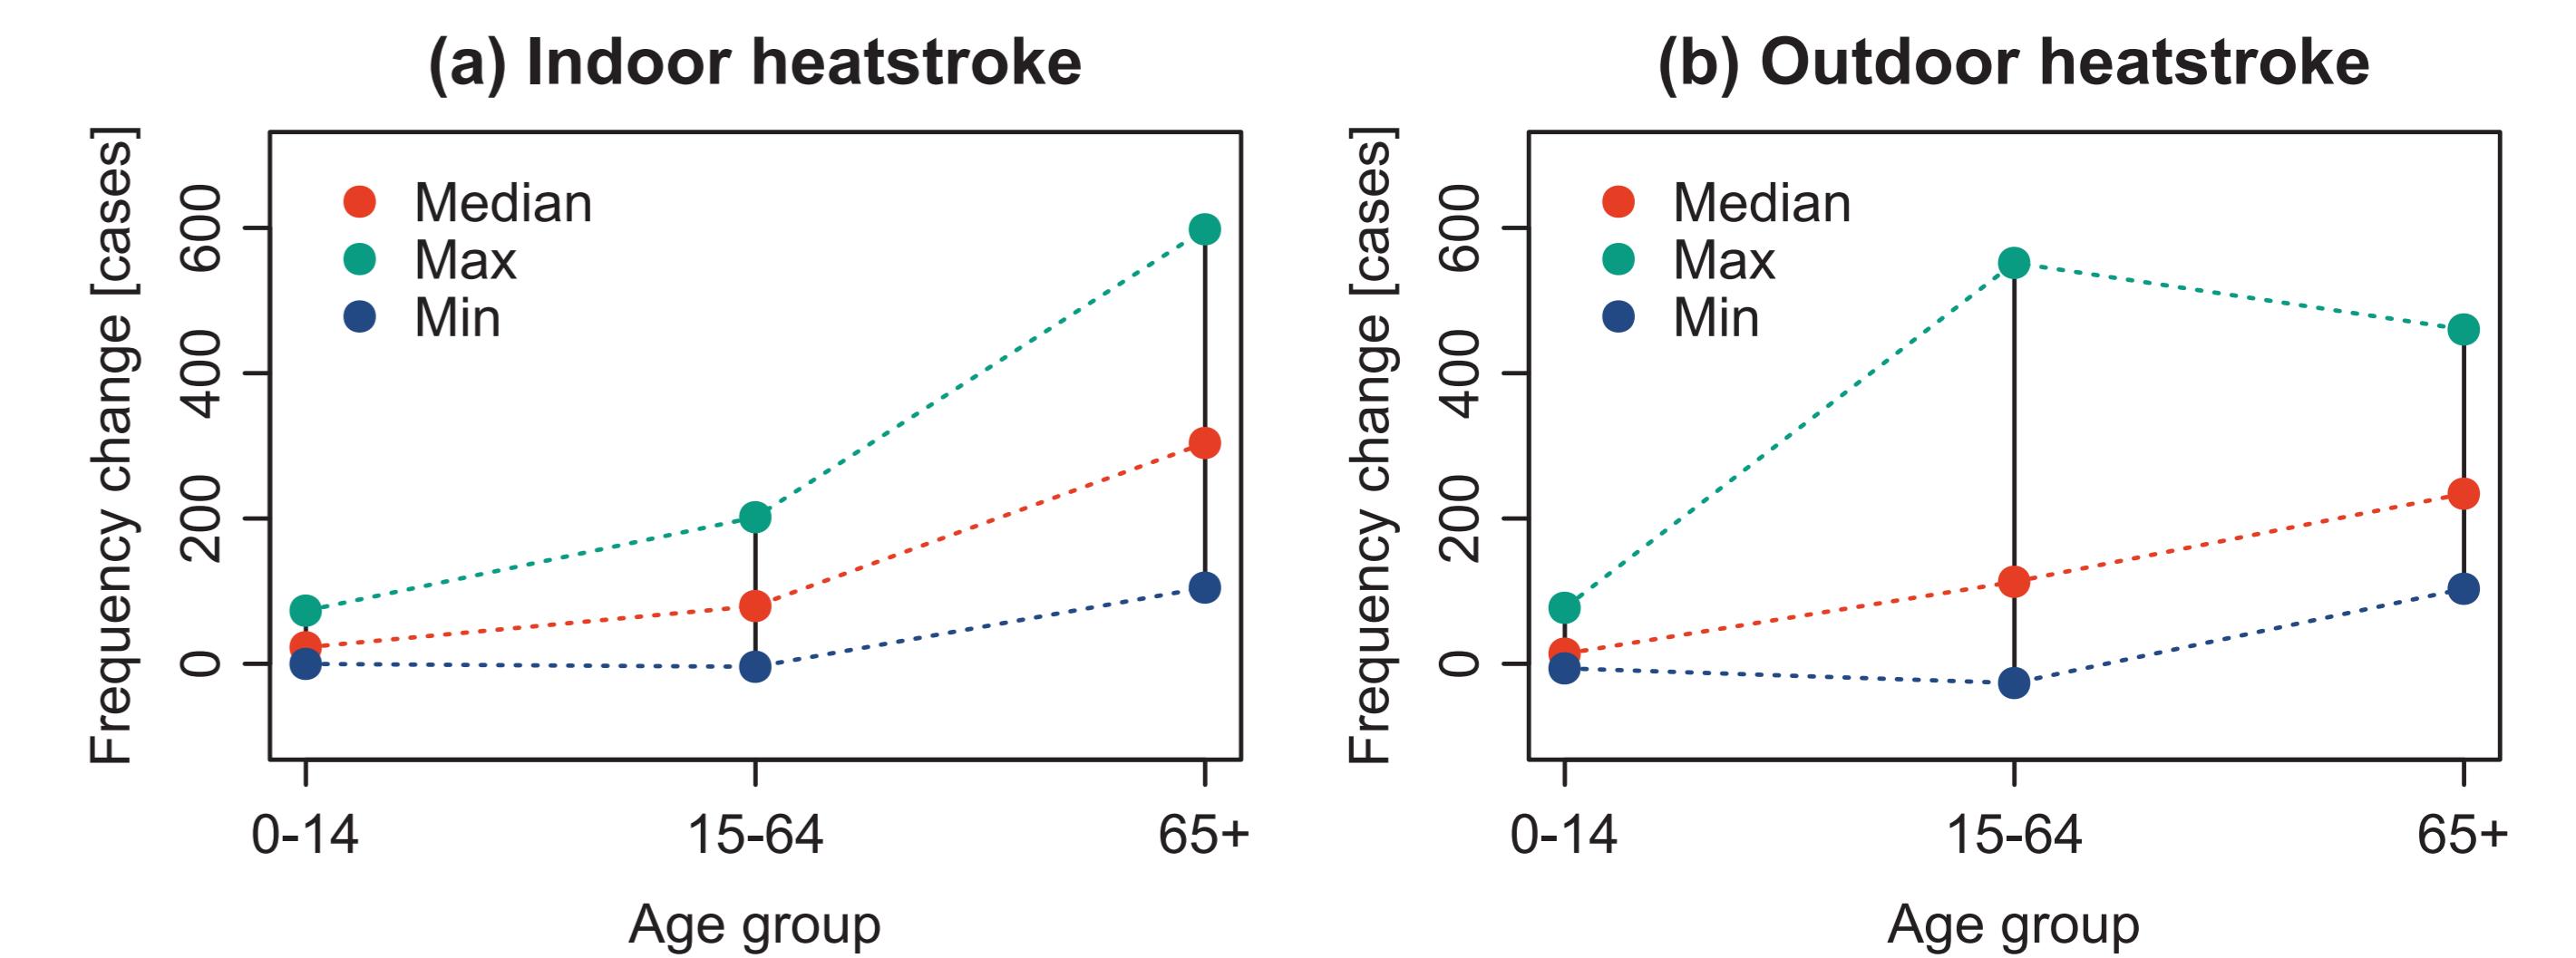 (a) Indoor heatstroke
Frequency change [cases]
600
400
200
0
Median
Max
Min
0-14
15-64
65+
Age group
(b) Outdoor heatstroke
Frequency change [cases]
600
400
200
0
Median
Max
Min
0-14
15-64
65+
Age group